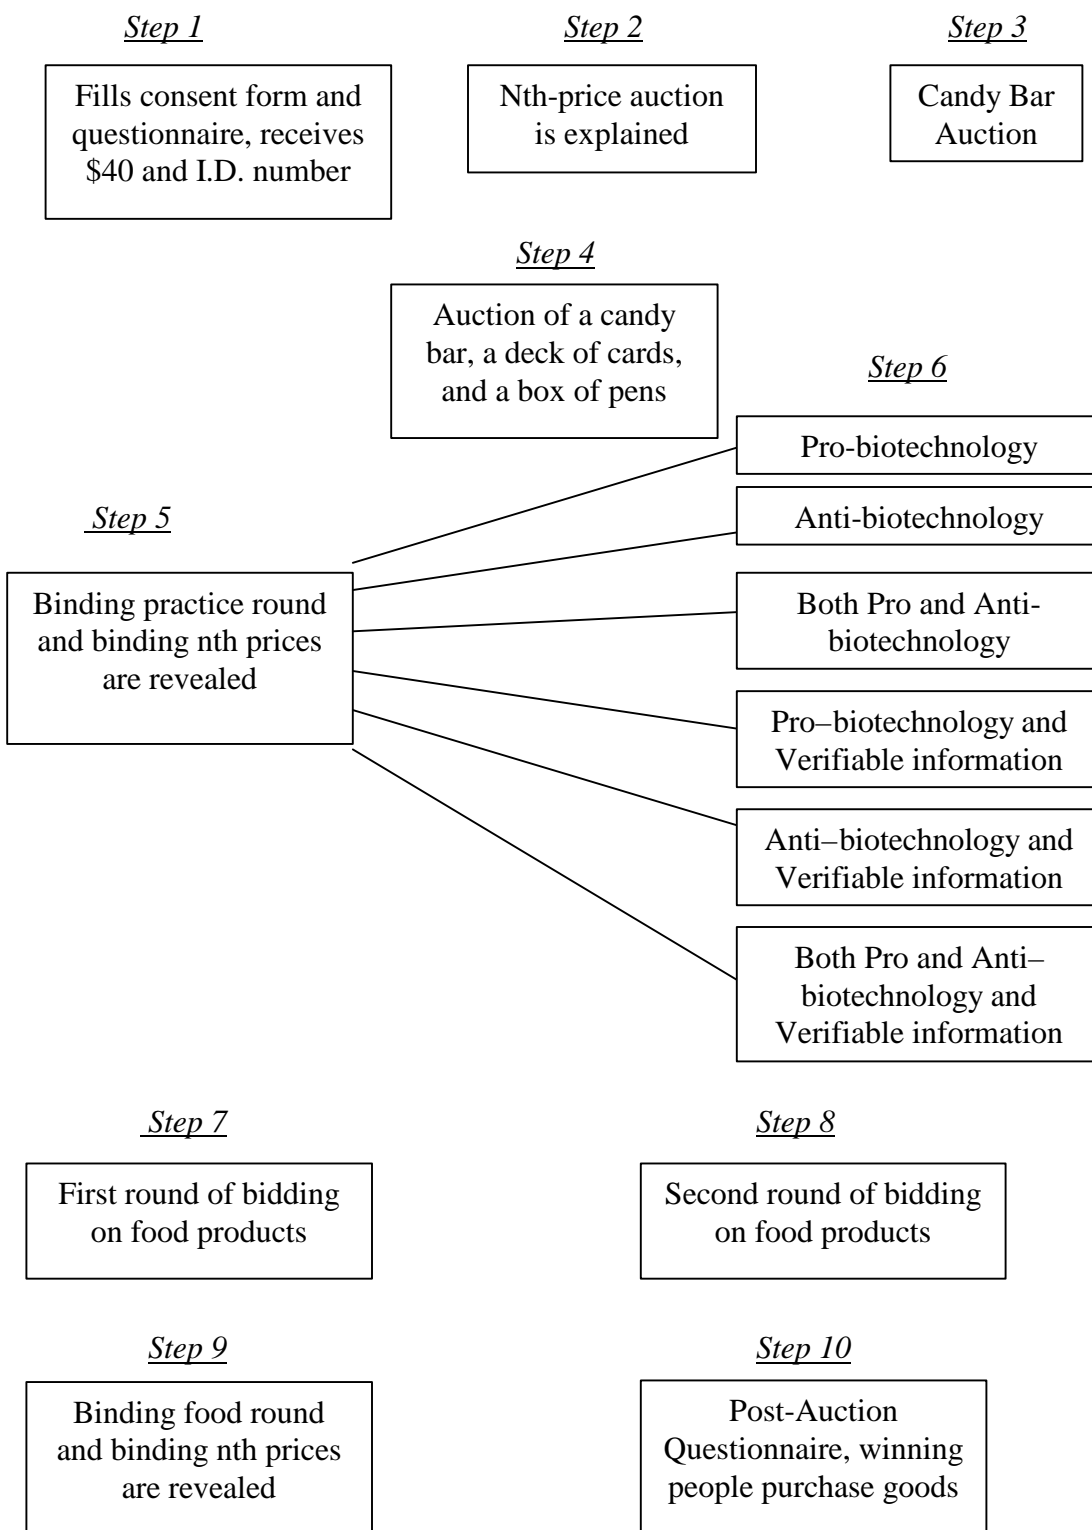 Step 1
Fills consent form and
questionnaire, receives
$40 and I.D. number
Step 2
Nth-price auction
is explained
Step 3
Candy Bar
Auction
Step 4
Auction of a candy
bar, a deck of cards,
and a box of pens
Step 5
Binding practice round
and binding nth prices
are revealed
Step 6
Pro-biotechnology
Anti-biotechnology
Both Pro and Anti-
biotechnology
Pro–biotechnology and
Verifiable information
Anti–biotechnology and
Verifiable information
Both Pro and Anti–
biotechnology and
Verifiable information
Step 7
First round of bidding
on food products
Step 8
Second round of bidding
on food products
Step 9
Binding food round
and binding nth prices
are revealed
Step 10
Post-Auction
Questionnaire, winning
people purchase goods